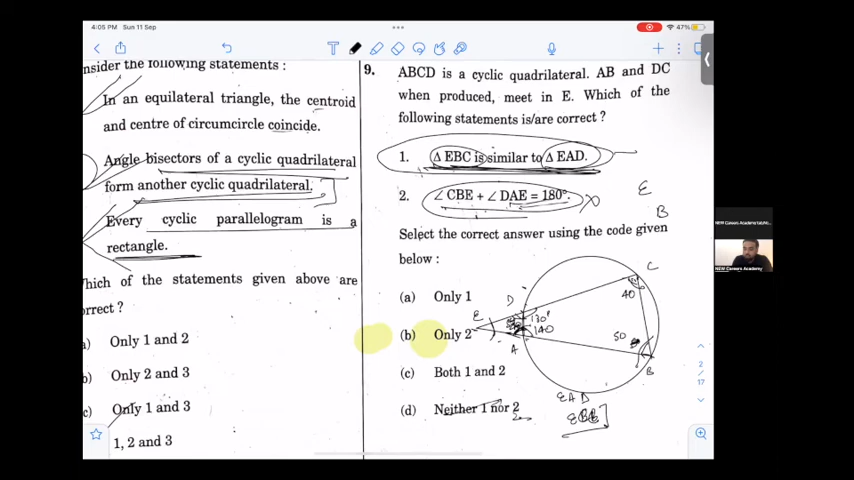 4:05 PM Sun 11 Sep
47%
nsider the following statements :
In an equilateral triangle, the centroid
and centre of circumcircle coincide.
Angle bisectors of a cyclic quadrilateral
form another cyclic quadrilateral.
Every cyclic parallelogram is a
rectangle.
hich of the statements given above are
rrect ?
a) Only 1 and 2
b) Only 2 and 3
c) Only 1 and 3
1, 2 and 3
9. ABCD is a cyclic quadrilateral. AB and DC
when produced, meet in E. Which of the
following statements is/are correct ?
1. Δ EBC is similar to Δ EAD.
2. ∠ CBE + ∠ DAE = 180°.
E
B
Select the correct answer using the code given
below :
(a) Only 1
(b) Only 2
(c) Both 1 and 2
(d) Neither 1 nor 2
C
40
D
E
130°
140
A
50
B
EAD
2
17
NEW Careers Academy